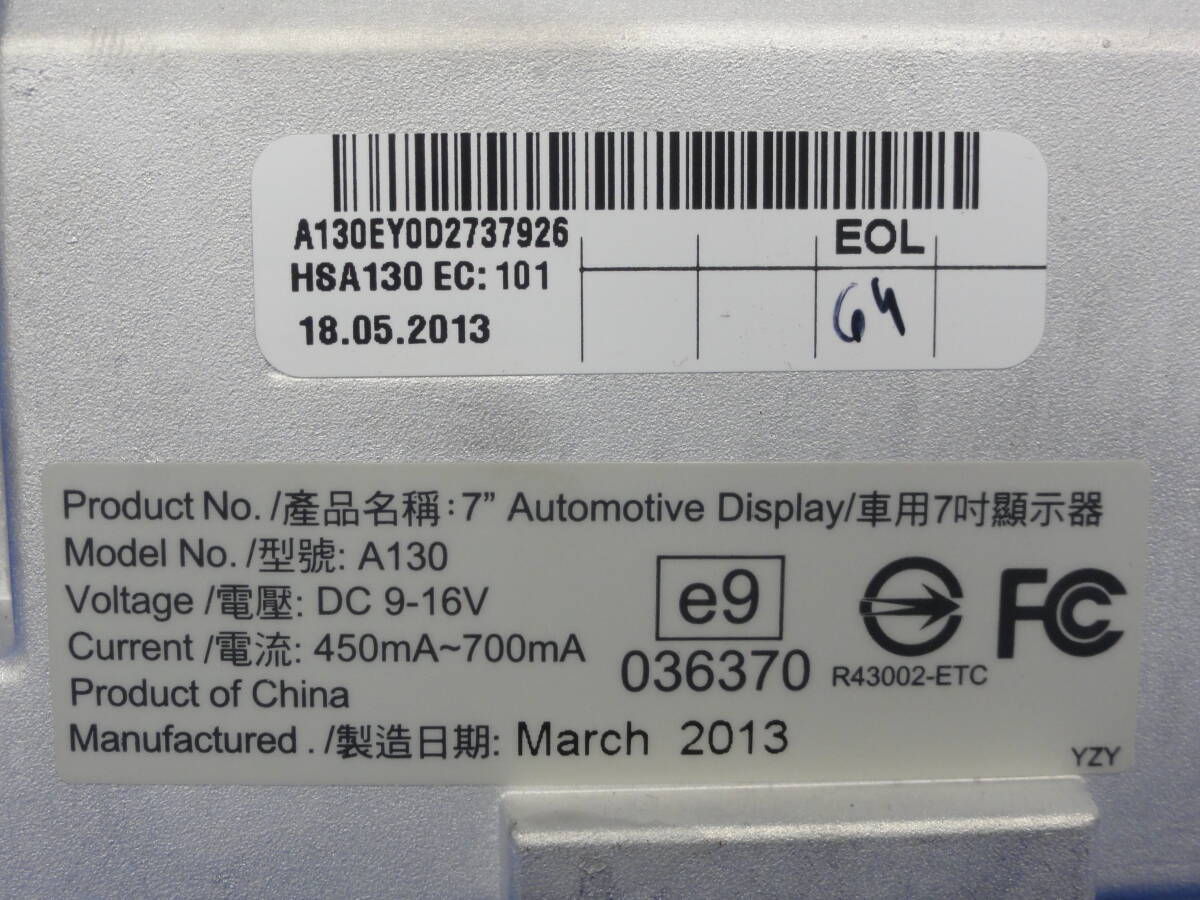 A130EY0D2737926
HSA130 EC: 101
18.05.2013
EOL
64
Product No. /產品名稱:7” Automotive Display/車用7吋顯示器
Model No. /型號: A130
Voltage /電壓: DC 9-16V
Current /電流: 450mA~700mA
Product of China
Manufactured . /製造日期: March 2013
e9
036370
R43002-ETC
FC
YZY